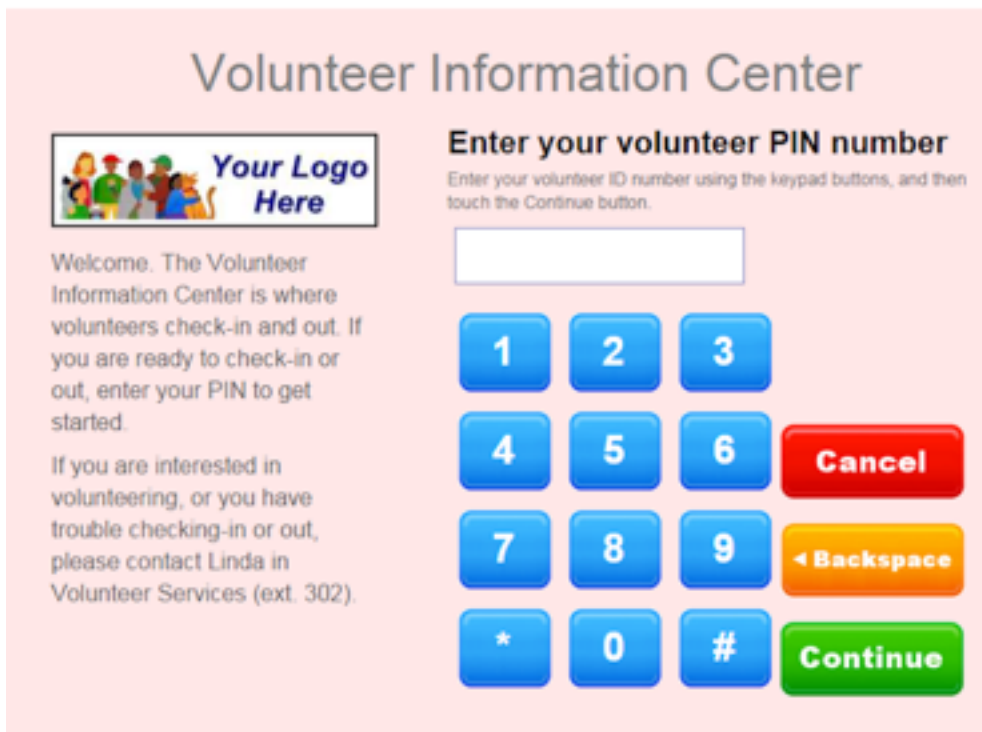 Volunteer Information Center
Your Logo
Here
Welcome. The Volunteer
Information Center is where
volunteers check-in and out. If
you are ready to check-in or
out, enter your PIN to get
started.
If you are interested in
volunteering, or you have
trouble checking-in or out,
please contact Linda in
Volunteer Services (ext. 302).
Enter your volunteer PIN number
Enter your volunteer ID number using the keypad buttons, and then
touch the Continue button.
1 2 3
4 5 6 Cancel
7 8 9 Backspace
* 0 # Continue